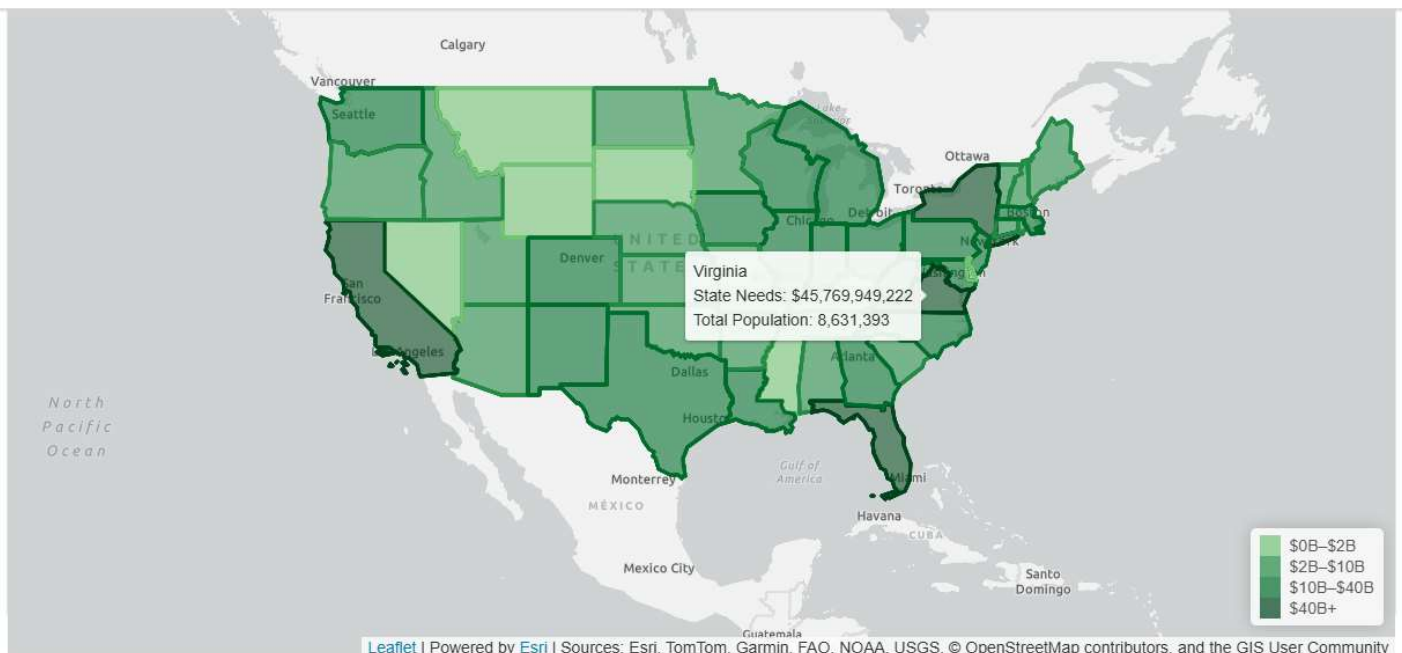 Calgary
Vancouver
Seattle
Ottawa
Toronto
Detroit
Boston
Denver
UNITED
STATE
San
Francisco
Virginia
State Needs: $45,769,949,222
Total Population: 8,631,393
Los Angeles
Atlanta
Dallas
North
Pacific
Ocean
Houston
Gulf of
America
Monterrey
Miami
MÉXICO
Havana
CUBA
Mexico City
Santo
Domingo
Guatemala
$0B–$2B
$2B–$10B
$10B–$40B
$40B+
Leaflet | Powered by Esri | Sources: Esri, TomTom, Garmin, FAO, NOAA, USGS, © OpenStreetMap contributors, and the GIS User Community